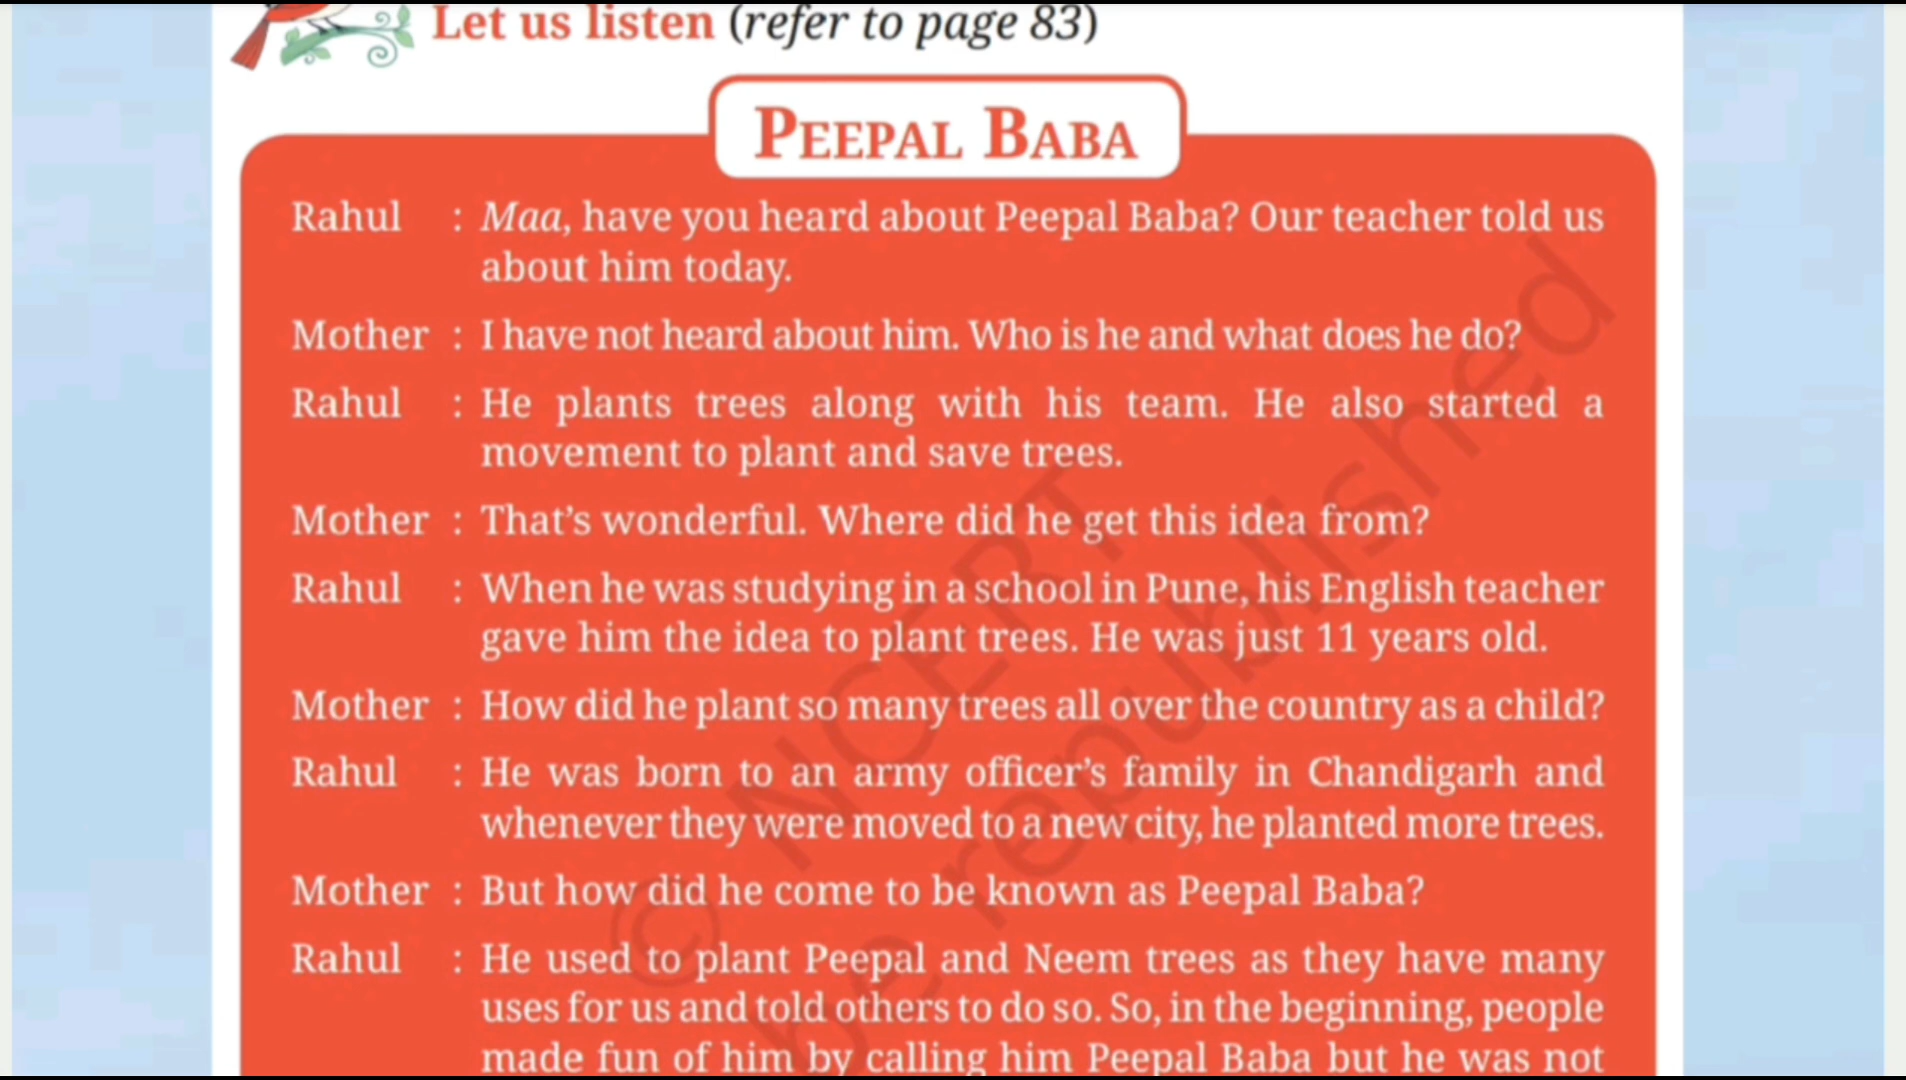 Let us listen (refer to page 83)
PEEPAL BABA
Rahul : Maa, have you heard about Peepal Baba? Our teacher told us
about him today.
Mother : I have not heard about him. Who is he and what does he do?
Rahul : He plants trees along with his team. He also started a
movement to plant and save trees.
Mother : That’s wonderful. Where did he get this idea from?
Rahul : When he was studying in a school in Pune, his English teacher
gave him the idea to plant trees. He was just 11 years old.
Mother : How did he plant so many trees all over the country as a child?
Rahul : He was born to an army officer’s family in Chandigarh and
whenever they were moved to a new city, he planted more trees.
Mother : But how did he come to be known as Peepal Baba?
Rahul : He used to plant Peepal and Neem trees as they have many
uses for us and told others to do so. So, in the beginning, people
made fun of him by calling him Peepal Baba but he was not
© NCERT
be republished